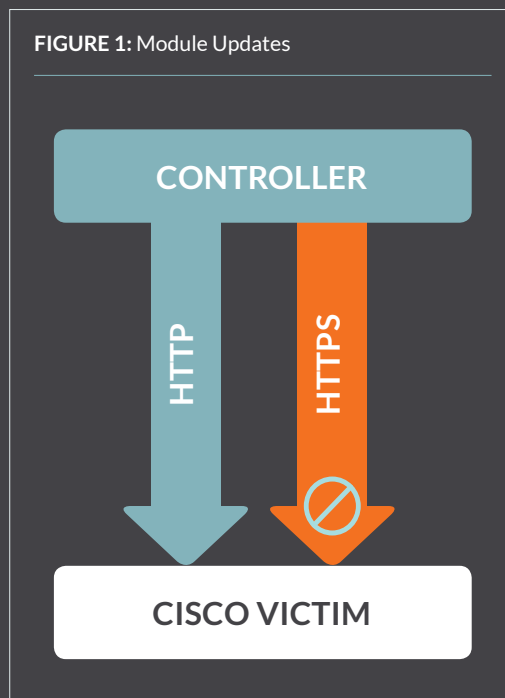 FIGURE 1: Module Updates
CONTROLLER
HTTP
HTTPS
CISCO VICTIM